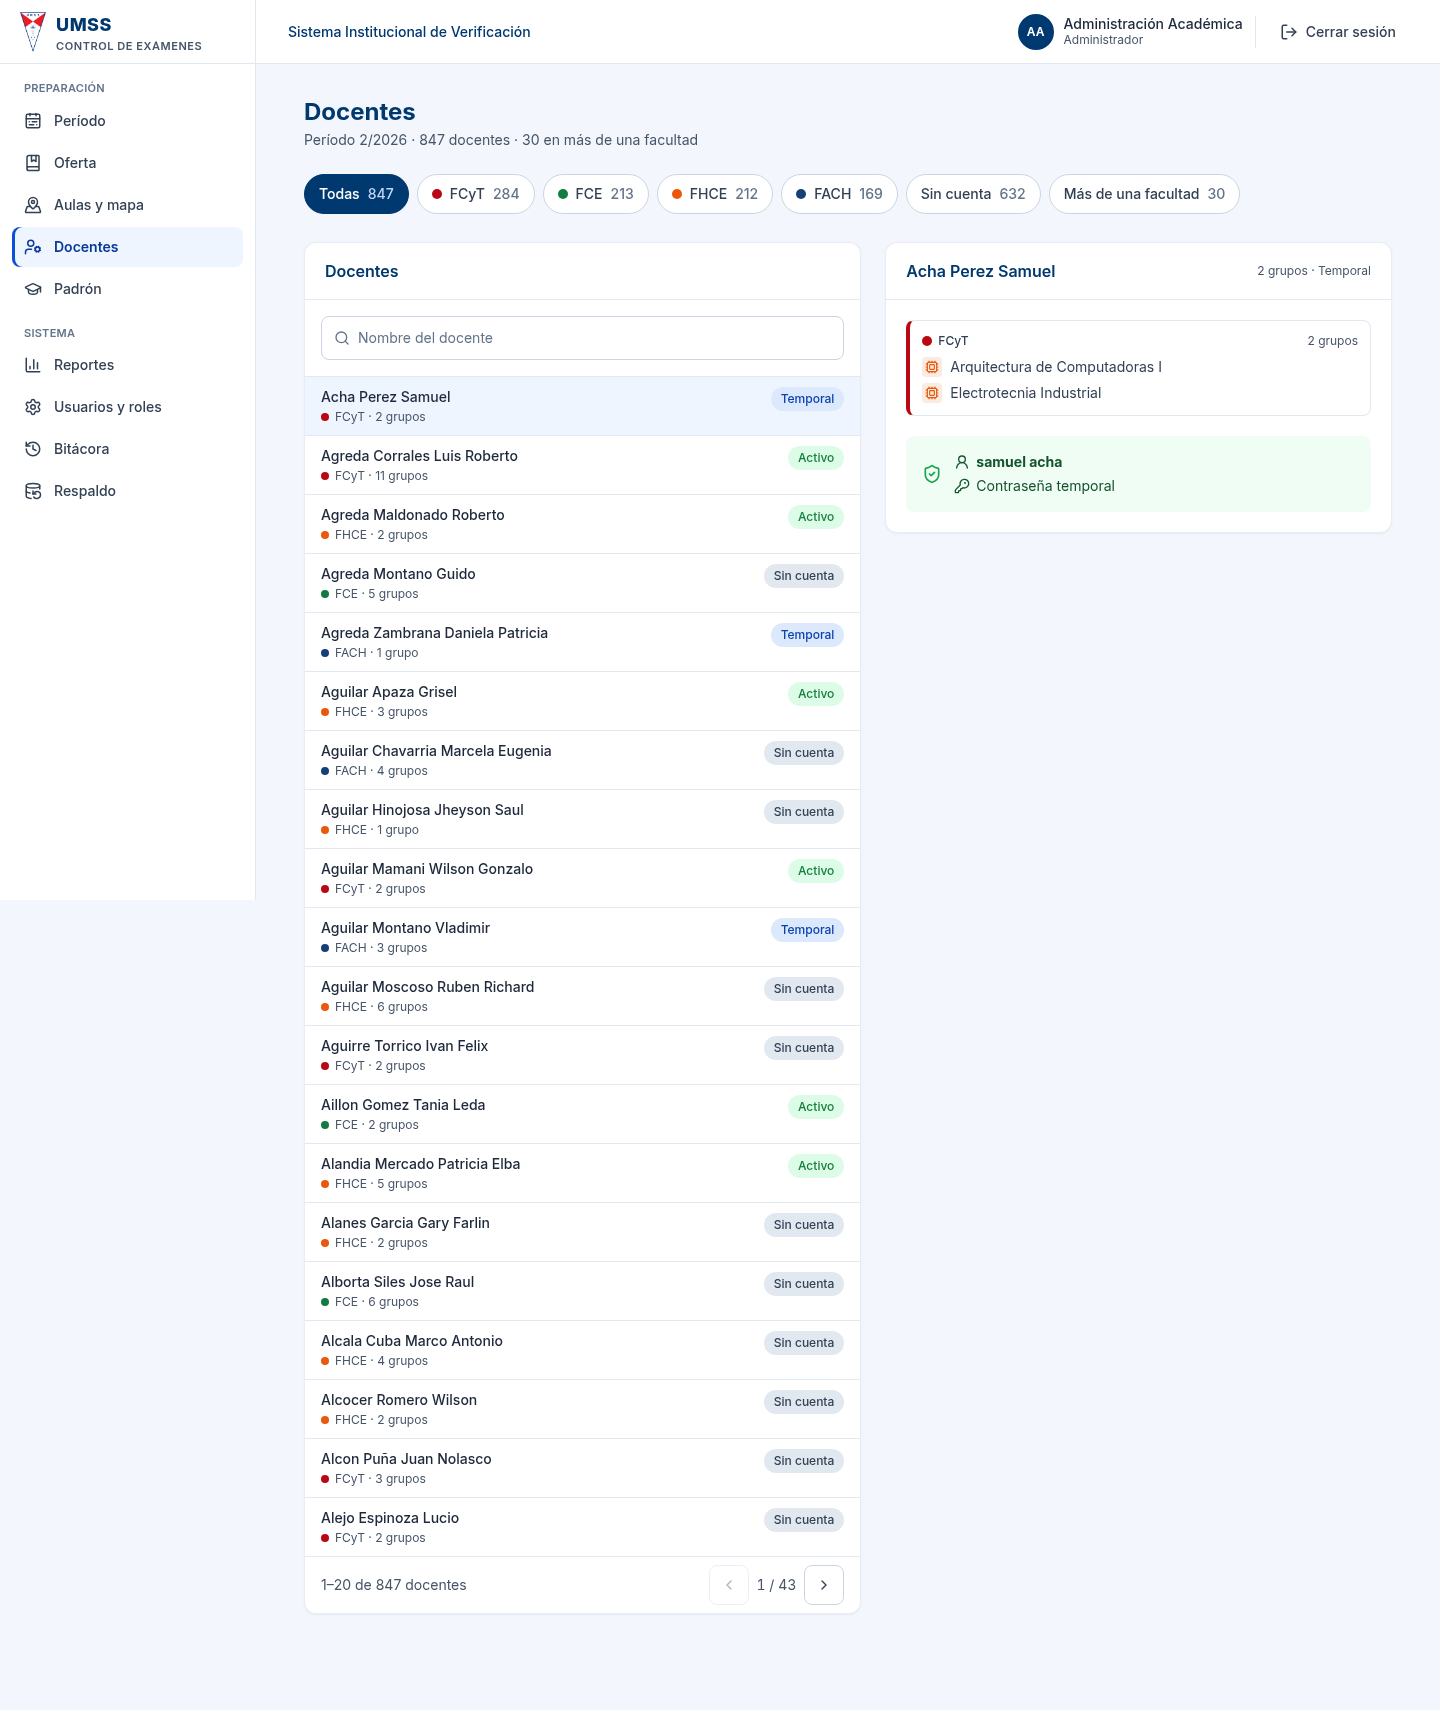 UMSS
CONTROL DE EXÁMENES
Sistema Institucional de Verificación
AA
Administración Académica
Administrador
Cerrar sesión
PREPARACIÓN
Período
Oferta
Aulas y mapa
Docentes
Padrón
SISTEMA
Reportes
Usuarios y roles
Bitácora
Respaldo
Docentes
Período 2/2026 · 847 docentes · 30 en más de una facultad
Todas 847
FCyT 284
FCE 213
FHCE 212
FACH 169
Sin cuenta 632
Más de una facultad 30
Docentes
Nombre del docente
Acha Perez Samuel
Temporal
FCyT · 2 grupos
Agreda Corrales Luis Roberto
Activo
FCyT · 11 grupos
Agreda Maldonado Roberto
Activo
FHCE · 2 grupos
Agreda Montano Guido
Sin cuenta
FCE · 5 grupos
Agreda Zambrana Daniela Patricia
Temporal
FACH · 1 grupo
Aguilar Apaza Grisel
Activo
FHCE · 3 grupos
Aguilar Chavarria Marcela Eugenia
Sin cuenta
FACH · 4 grupos
Aguilar Hinojosa Jheyson Saul
Sin cuenta
FHCE · 1 grupo
Aguilar Mamani Wilson Gonzalo
Activo
FCyT · 2 grupos
Aguilar Montano Vladimir
Temporal
FACH · 3 grupos
Aguilar Moscoso Ruben Richard
Sin cuenta
FHCE · 6 grupos
Aguirre Torrico Ivan Felix
Sin cuenta
FCyT · 2 grupos
Aillon Gomez Tania Leda
Activo
FCE · 2 grupos
Alandia Mercado Patricia Elba
Activo
FHCE · 5 grupos
Alanes Garcia Gary Farlin
Sin cuenta
FHCE · 2 grupos
Alborta Siles Jose Raul
Sin cuenta
FCE · 6 grupos
Alcala Cuba Marco Antonio
Sin cuenta
FHCE · 4 grupos
Alcocer Romero Wilson
Sin cuenta
FHCE · 2 grupos
Alcon Puña Juan Nolasco
Sin cuenta
FCyT · 3 grupos
Alejo Espinoza Lucio
Sin cuenta
FCyT · 2 grupos
1–20 de 847 docentes
1 / 43
Acha Perez Samuel
2 grupos · Temporal
FCyT
2 grupos
Arquitectura de Computadoras I
Electrotecnia Industrial
samuel acha
Contraseña temporal